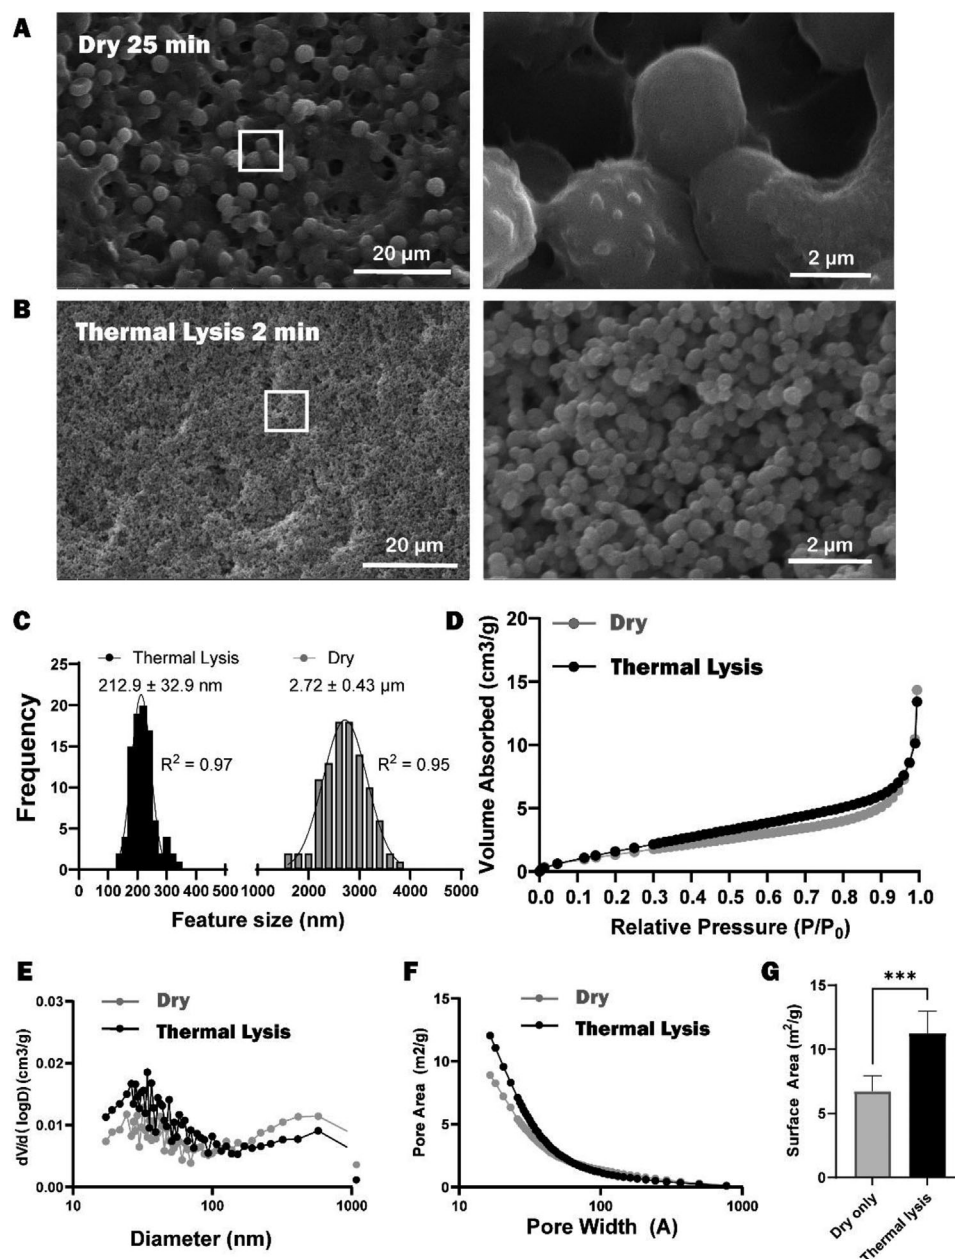 A
Dry 25 min
20 µm
2 µm
B
Thermal Lysis 2 min
20 µm
2 µm
C
Thermal Lysis
Dry
212.9 ± 32.9 nm
2.72 ± 0.43 µm
R² = 0.97
R² = 0.95
Frequency
25
20
15
10
5
0
0 100 200 300 400 500
1000 2000 3000 4000 5000
Feature size (nm)
D
Dry
Thermal Lysis
Volume Absorbed (cm3/g)
20
15
10
5
0
0.0 0.1 0.2 0.3 0.4 0.5 0.6 0.7 0.8 0.9 1.0
Relative Pressure (P/P₀)
E
Dry
Thermal Lysis
dV/d (logD) (cm3/g)
0.03
0.02
0.01
0.00
10 100 1000
Diameter (nm)
F
Dry
Thermal Lysis
Pore Area (m2/g)
15
10
5
0
10 100 1000
Pore Width (A)
G
***
Surface Area (m²/g)
15
10
5
0
Dry only
Thermal lysis